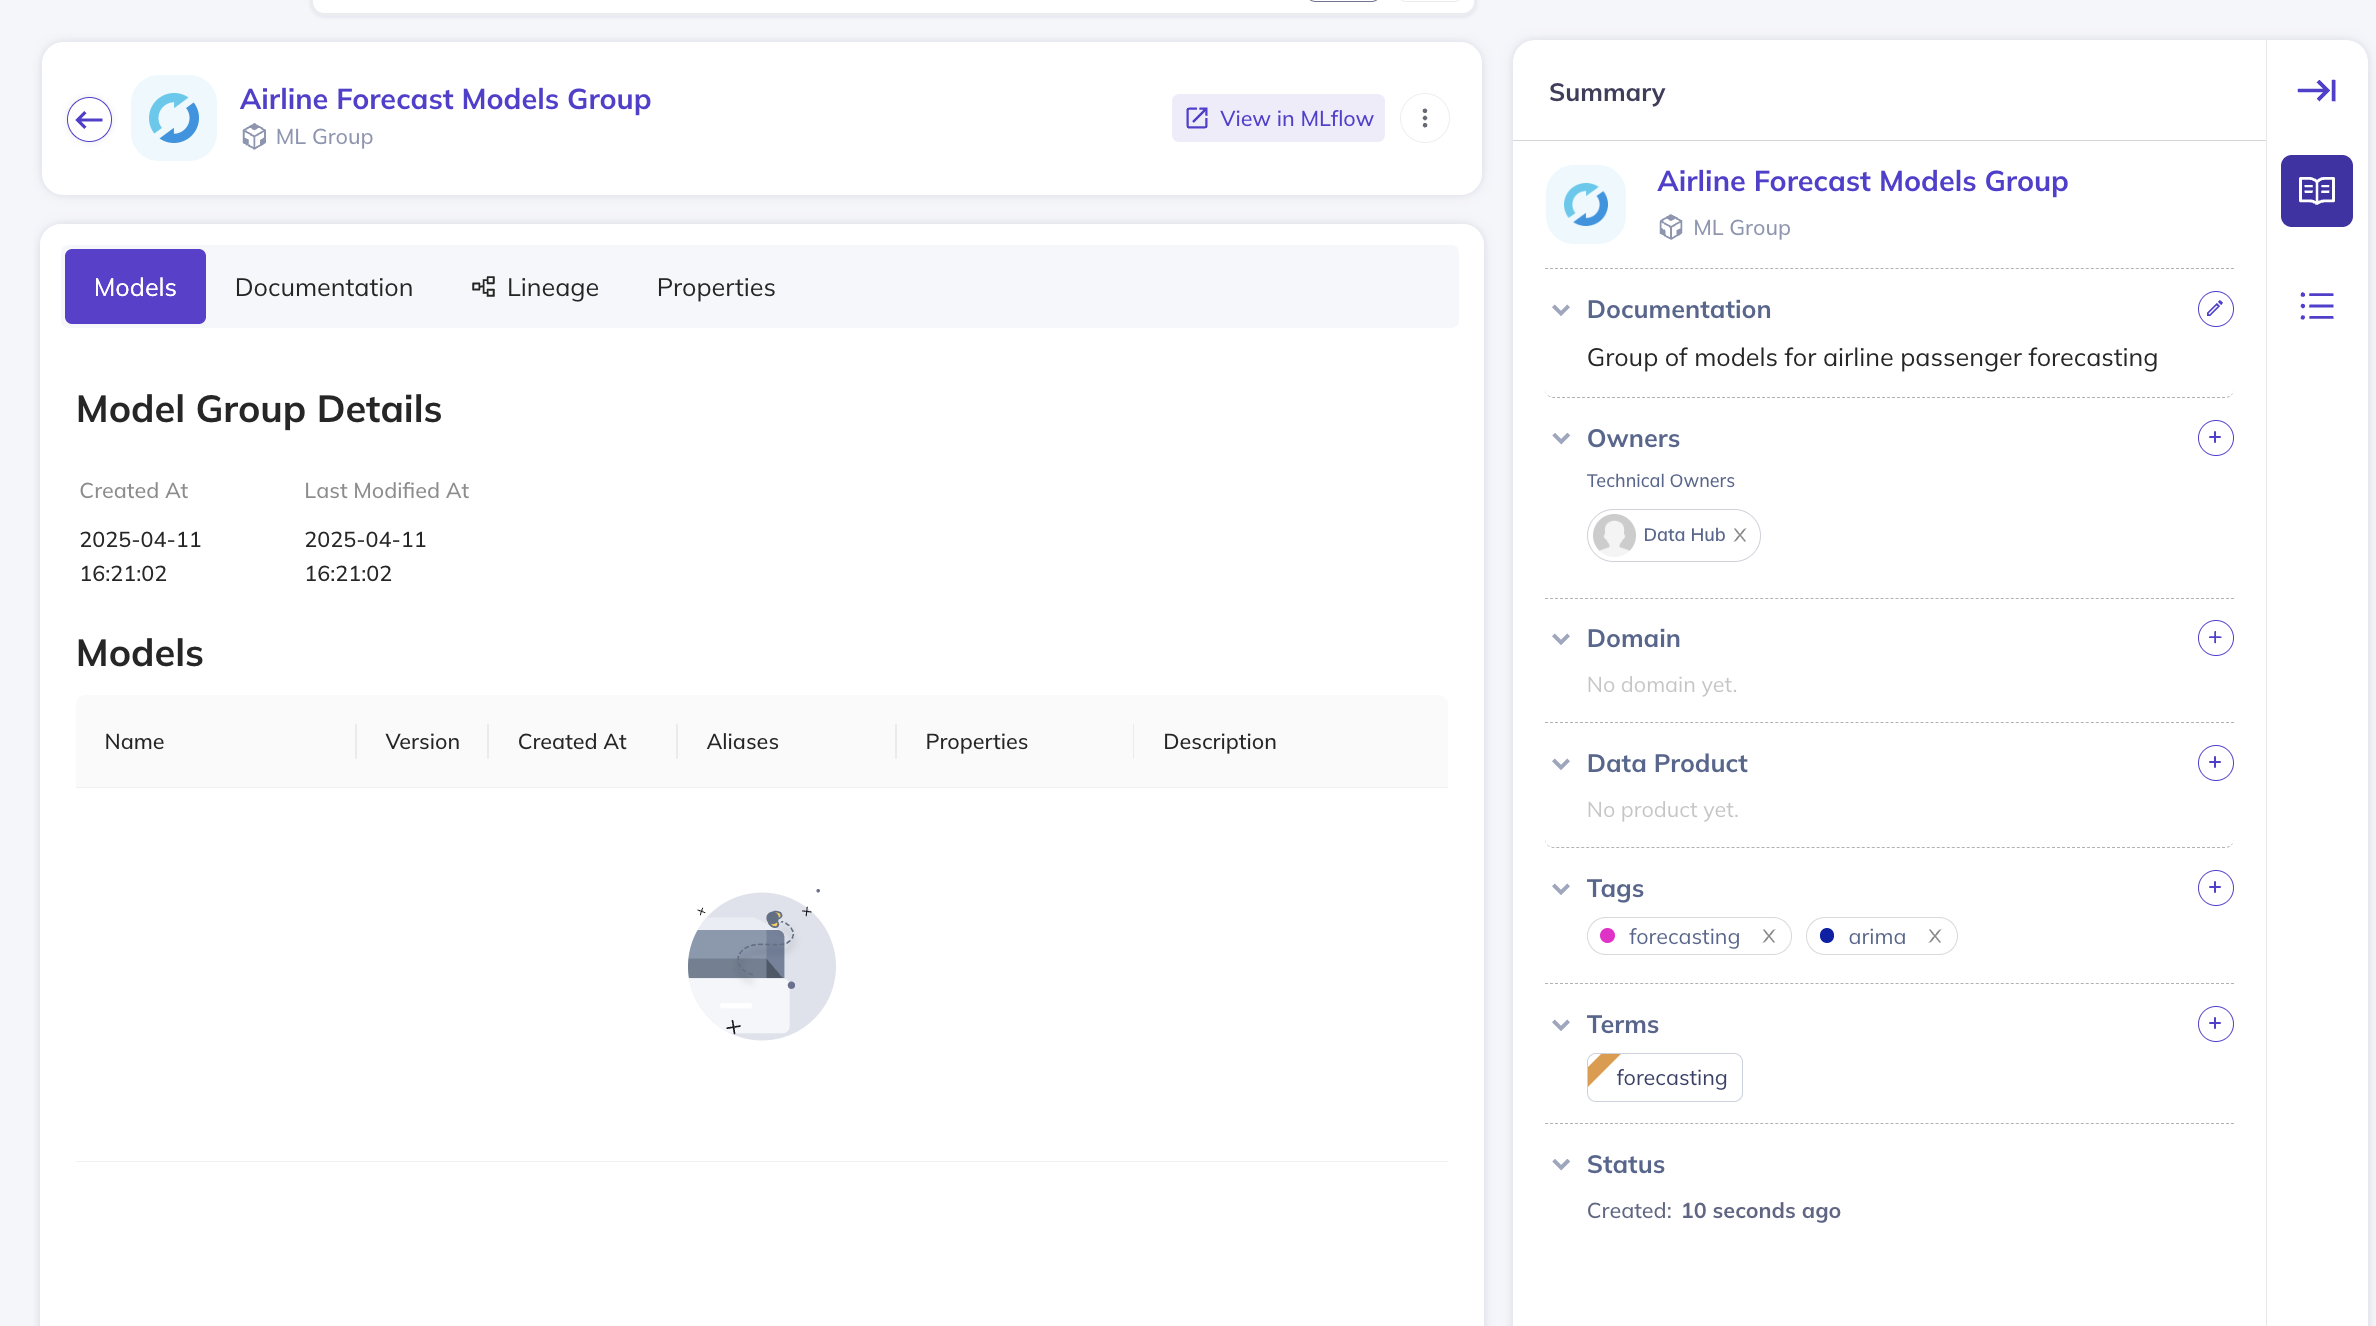 Airline Forecast Models Group
ML Group
View in MLflow
Models
Documentation
Lineage
Properties
Model Group Details
Created At
Last Modified At
2025-04-11
16:21:02
2025-04-11
16:21:02
Models
Name
Version
Created At
Aliases
Properties
Description
Summary
Airline Forecast Models Group
ML Group
Documentation
Group of models for airline passenger forecasting
Owners
Technical Owners
Data Hub
Domain
No domain yet.
Data Product
No product yet.
Tags
forecasting
arima
Terms
forecasting
Status
Created: 10 seconds ago